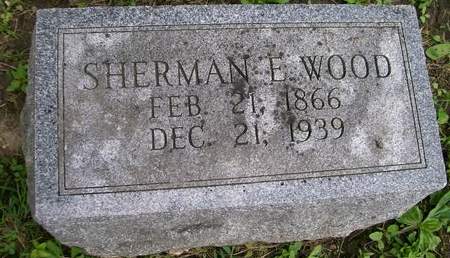 SHERMAN E. WOOD
FEB. 21, 1866
DEC. 21, 1939